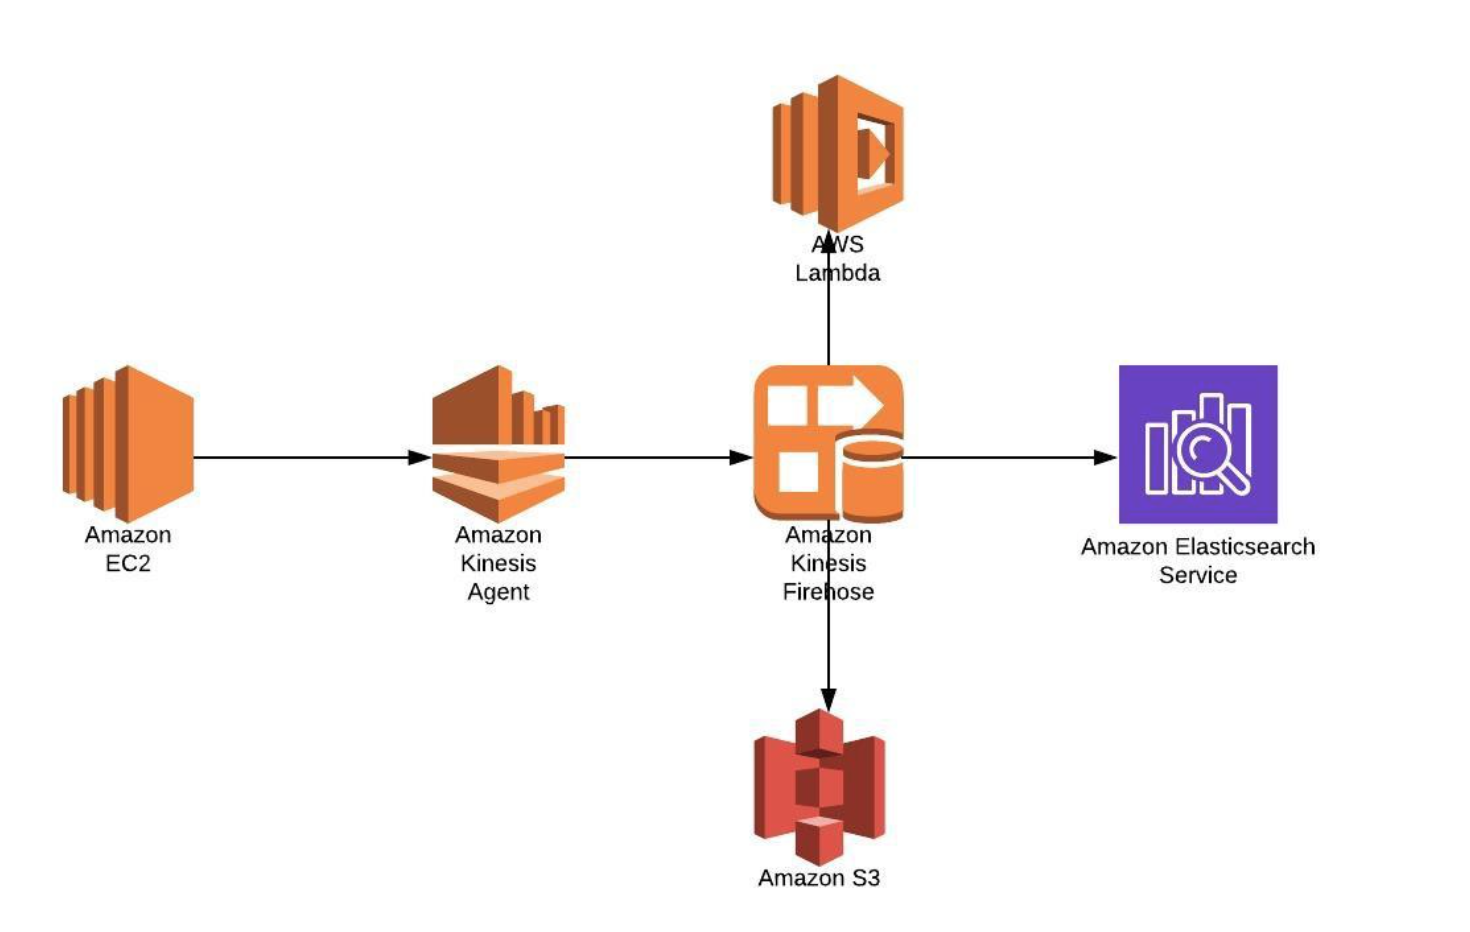 AWS
Lambda
Amazon
EC2
Amazon
Kinesis
Agent
Amazon
Kinesis
Firehose
Amazon Elasticsearch
Service
Amazon S3